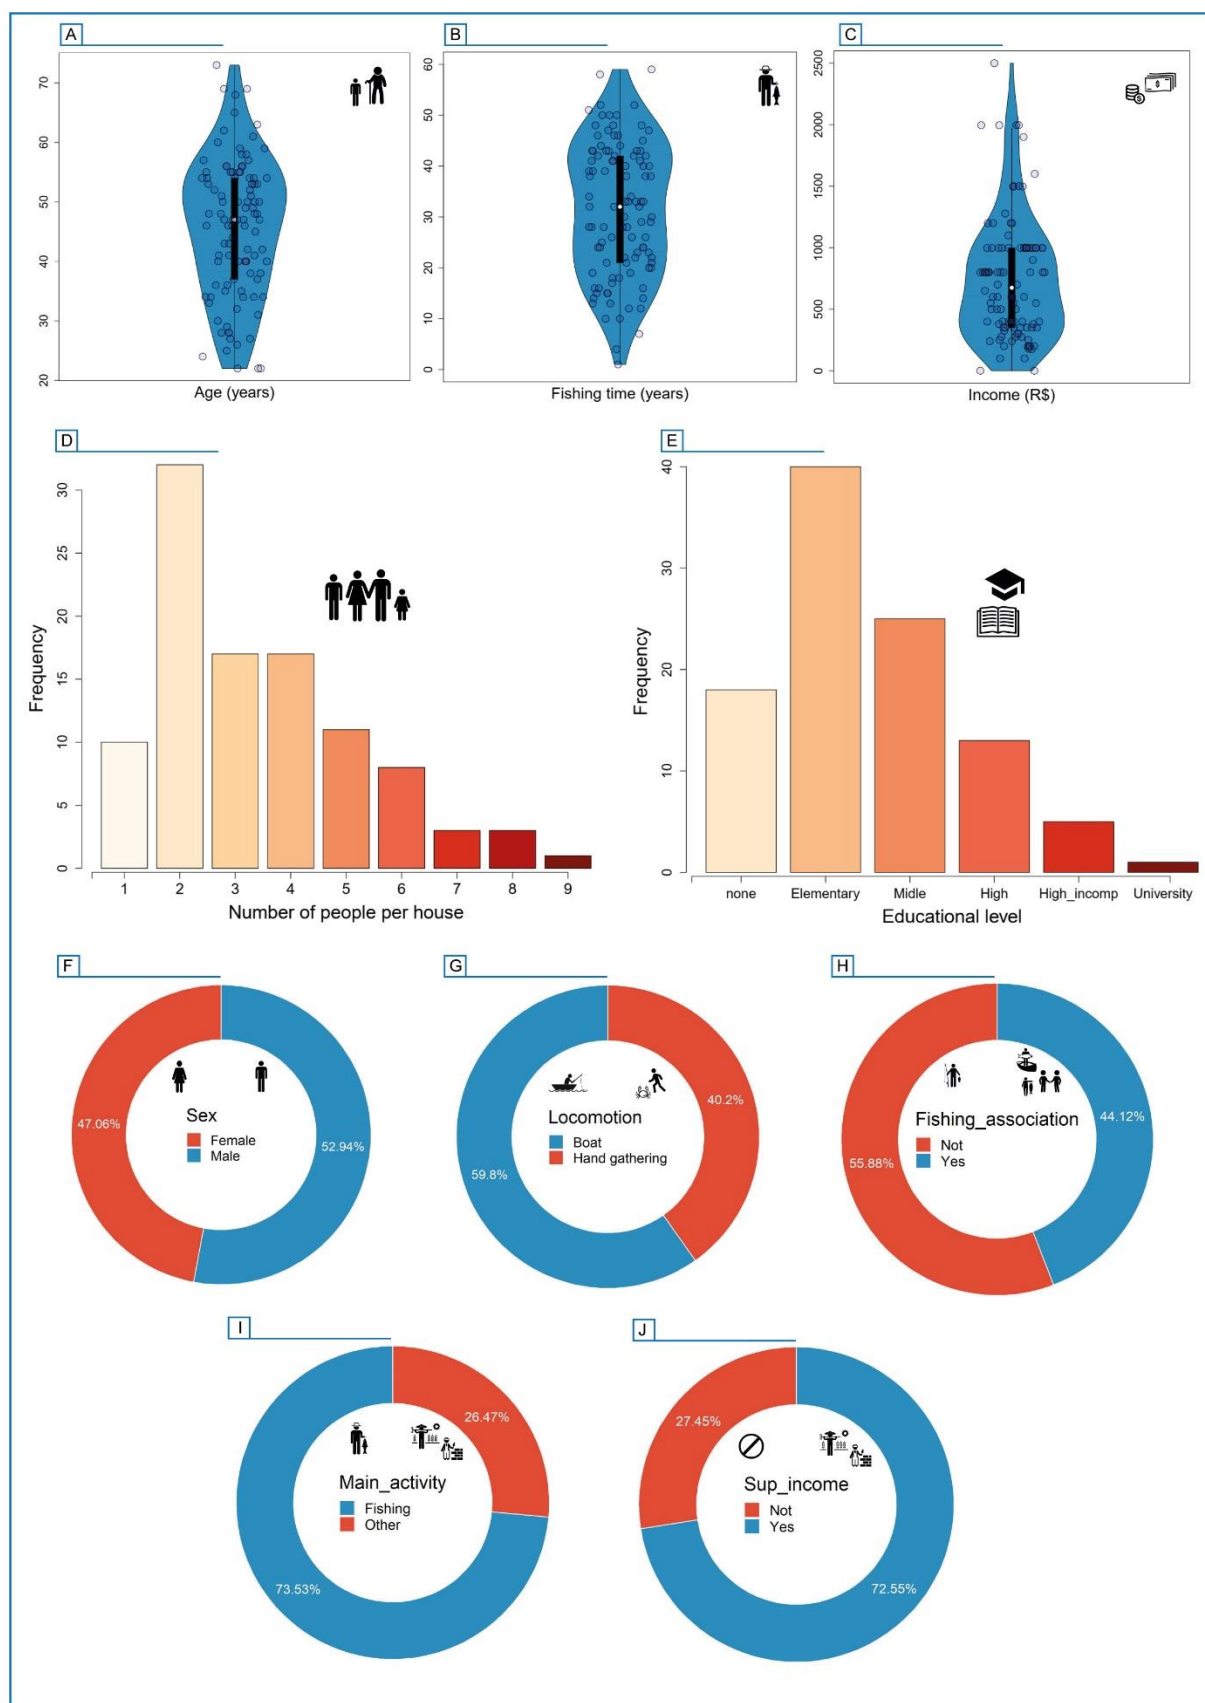 A
70
60
50
40
30
20
Age (years)
B
60
50
40
30
20
10
0
Fishing time (years)
C
2500
2000
1500
1000
500
0
Income (R$)
D
30
25
20
15
10
5
0
Frequency
1 2 3 4 5 6 7 8 9
Number of people per house
E
40
30
20
10
0
Frequency
none Elementary Midle High High_incomp University
Educational level
F
47.06%
52.94%
Sex
Female
Male
G
40.2%
59.8%
Locomotion
Boat
Hand gathering
H
44.12%
55.88%
Fishing_association
Not
Yes
I
26.47%
73.53%
Main_activity
Fishing
Other
J
27.45%
72.55%
Sup_income
Not
Yes